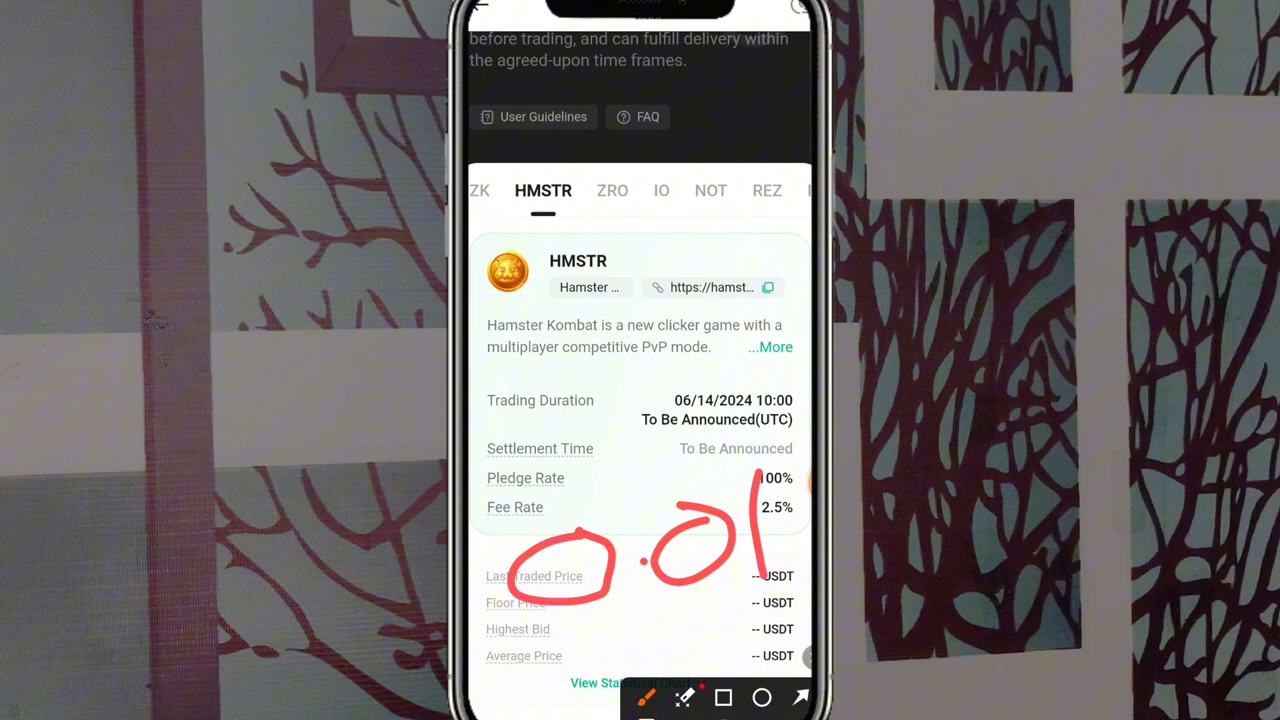 before trading, and can fulfill delivery within
the agreed-upon time frames.
User Guidelines FAQ
ZK HMSTR ZRO IO NOT REZ
HMSTR
Hamster ... https://hamst...
Hamster Kombat is a new clicker game with a
multiplayer competitive PvP mode. ...More
Trading Duration 06/14/2024 10:00
To Be Announced(UTC)
Settlement Time To Be Announced
Pledge Rate 100%
Fee Rate 2.5%
0.01
Last Traded Price -- USDT
Floor Price -- USDT
Highest Bid -- USDT
Average Price -- USDT
View Statistical Chart